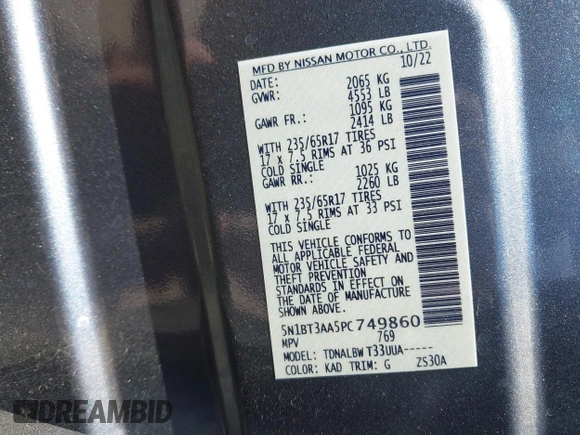 MFD BY NISSAN MOTOR CO., LTD.
DATE: 10/22
GVWR: 2065 KG
4553 LB
GAWR FR.: 1095 KG
2414 LB
WITH 235/65R17 TIRES
17 x 7.5 RIMS AT 36 PSI
COLD SINGLE
GAWR RR.: 1025 KG
2260 LB
WITH 235/65R17 TIRES
17 x 7.5 RIMS AT 33 PSI
COLD SINGLE
THIS VEHICLE CONFORMS TO
ALL APPLICABLE FEDERAL
MOTOR VEHICLE SAFETY AND
THEFT PREVENTION
STANDARDS IN EFFECT ON
THE DATE OF MANUFACTURE
SHOWN ABOVE.
5N1BT3AA5PC749860
MPV 769
MODEL: TDNALBW T33UUA-----
COLOR: KAD TRIM: G ZS30A
DREAMBID